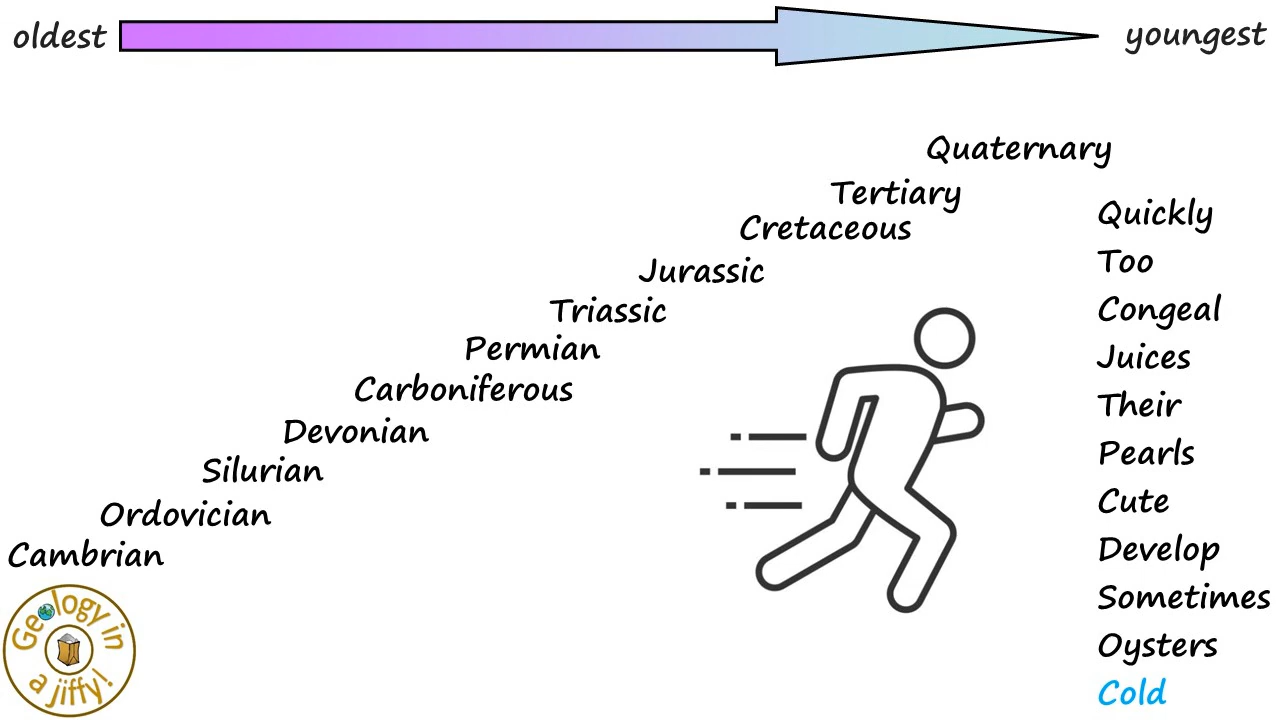 oldest
youngest
Quaternary
Tertiary
Cretaceous
Jurassic
Triassic
Permian
Carboniferous
Devonian
Silurian
Ordovician
Cambrian
Quickly
Too
Congeal
Juices
Their
Pearls
Cute
Develop
Sometimes
Oysters
Cold
Geology in
a jiffy!